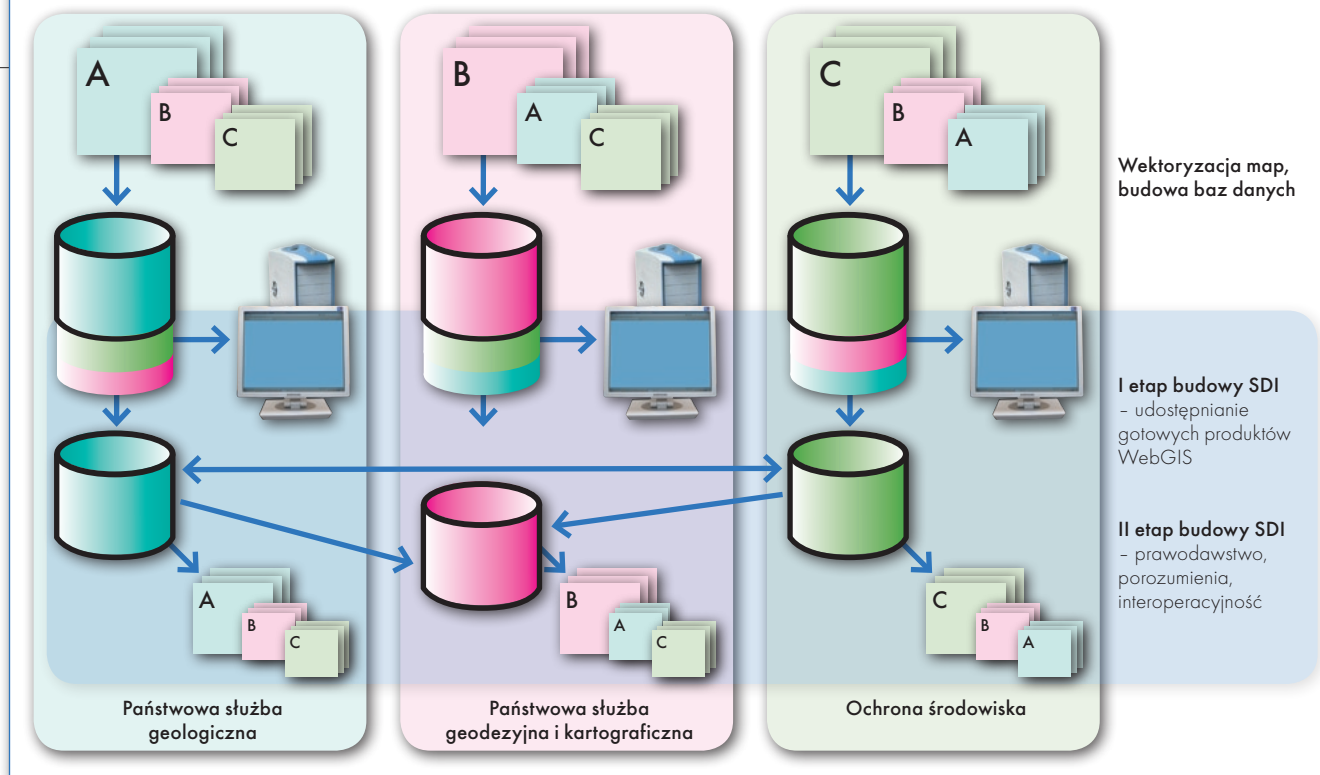 A
B
C
B
A
C
C
B
A
Wektoryzacja map,
budowa baz danych
I etap budowy SDI
– udostępnianie
gotowych produktów
WebGIS
II etap budowy SDI
– prawodawstwo,
porozumienia,
interoperacyjność
A
B
C
B
A
C
C
B
A
Państwowa służba
geologiczna
Państwowa służba
geodezyjna i kartograficzna
Ochrona środowiska